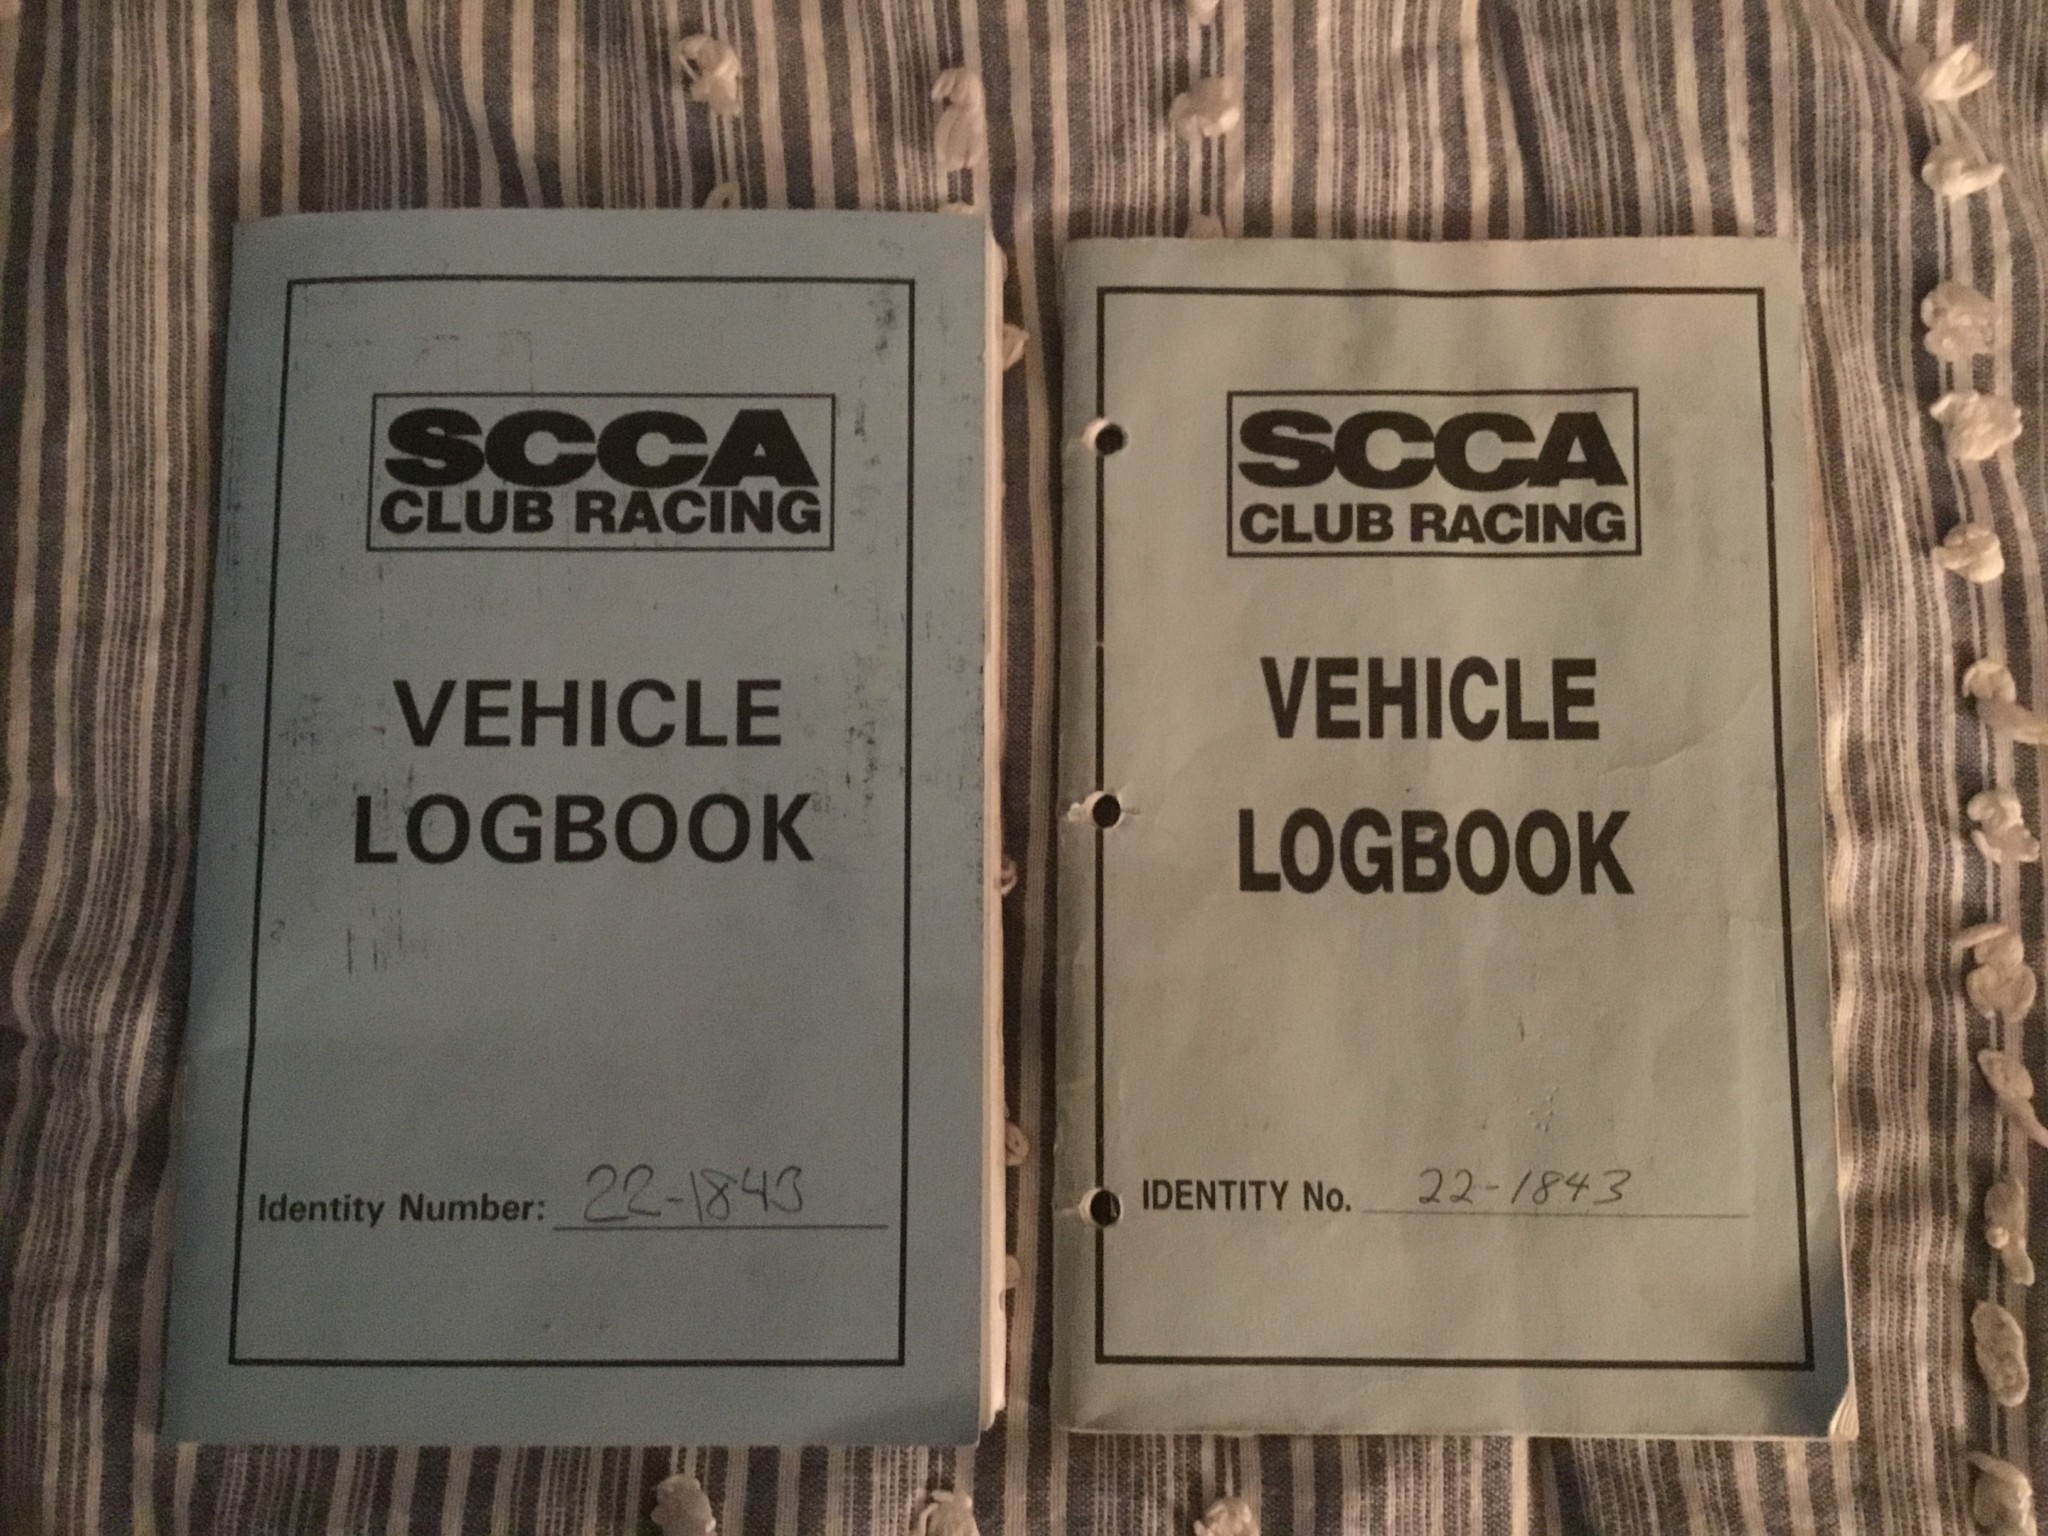 SCCA
CLUB RACING
VEHICLE
LOGBOOK
Identity Number: 22-1843
SCCA
CLUB RACING
VEHICLE
LOGBOOK
IDENTITY No. 22-1843